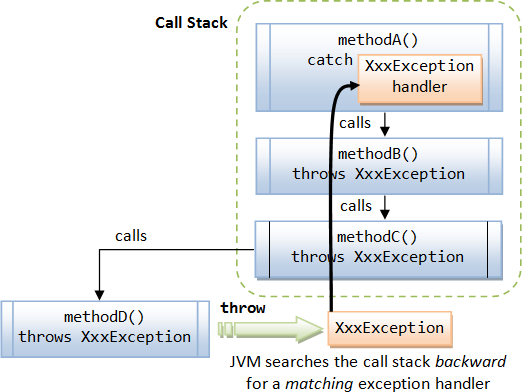 Call Stack
methodA()
catch
XxxException
handler
calls
methodB()
throws XxxException
calls
methodC()
throws XxxException
calls
methodD()
throws XxxException
throw
XxxException
JVM searches the call stack backward
for a matching exception handler